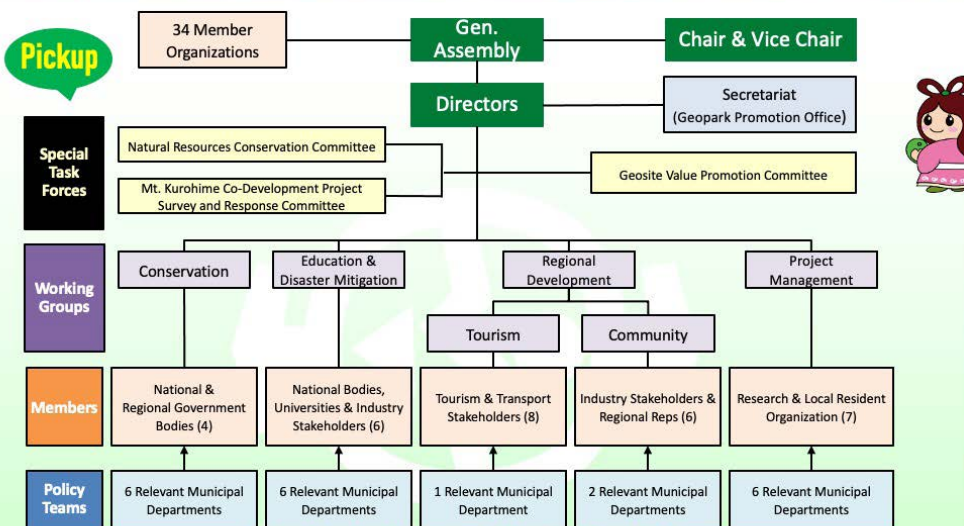 34 Member
Organizations
Gen.
Assembly
Chair & Vice Chair
Pickup
Directors
Secretariat
(Geopark Promotion Office)
Special
Task
Forces
Natural Resources Conservation Committee
Mt. Kurohime Co-Development Project
Survey and Response Committee
Geosite Value Promotion Committee
Working
Groups
Conservation
Education &
Disaster Mitigation
Regional
Development
Project
Management
Tourism
Community
Members
National &
Regional Government
Bodies (4)
National Bodies,
Universities & Industry
Stakeholders (6)
Tourism & Transport
Stakeholders (8)
Industry Stakeholders &
Regional Reps (6)
Research & Local Resident
Organization (7)
Policy
Teams
6 Relevant Municipal
Departments
6 Relevant Municipal
Departments
1 Relevant Municipal
Department
2 Relevant Municipal
Departments
6 Relevant Municipal
Departments